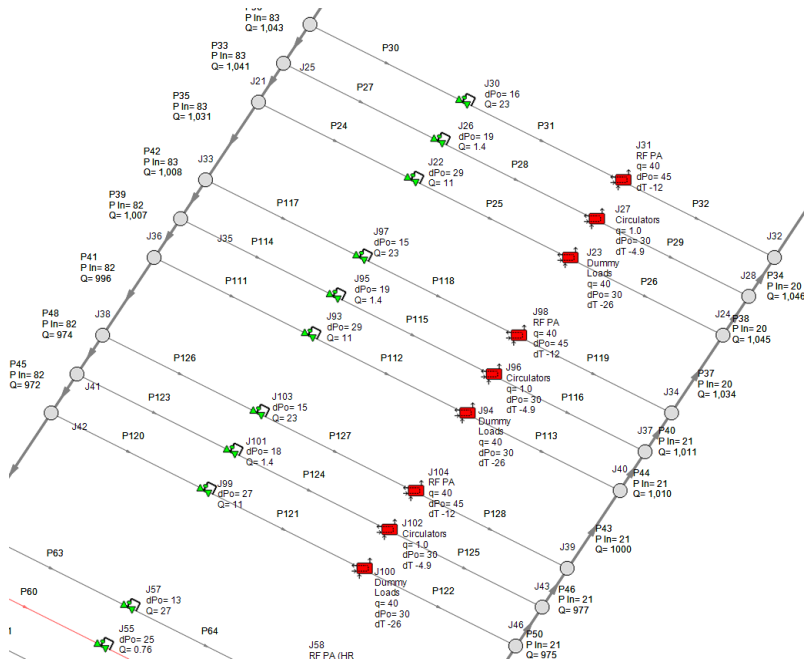 P In= 83
Q= 1,043
P33
P In= 83
Q= 1,041
J25
P30
J21
P27
J30
dPo= 16
Q= 23
P35
P In= 83
Q= 1,031
P24
J26
dPo= 19
Q= 1.4
P31
J31
RF PA
q= 40
dPo= 45
dT -12
P42
P In= 83
Q= 1,008
J33
J22
dPo= 29
Q= 11
P28
P32
P39
P In= 82
Q= 1,007
P117
P25
J27
Circulators
q= 1.0
dPo= 30
dT -4.9
P29
J32
J36
J35
P114
J97
dPo= 15
Q= 23
J23
Dummy
Loads
q= 40
dPo= 30
dT -26
P26
J28
P34
P In= 20
Q= 1,046
P41
P In= 82
Q= 996
P111
J95
dPo= 19
Q= 1.4
P118
J24
P38
P In= 20
Q= 1,045
J38
P48
P In= 82
Q= 974
J93
dPo= 29
Q= 11
P115
J98
RF PA
q= 40
dPo= 45
dT -12
P119
P126
P112
J96
Circulators
q= 1.0
dPo= 30
dT -4.9
P116
P37
P In= 20
Q= 1,034
P45
P In= 82
Q= 972
J41
J34
P123
J103
dPo= 15
Q= 23
J94
Dummy
Loads
q= 40
dPo= 30
dT -26
P113
J37
P40
P In= 21
Q= 1,011
J42
P120
J101
dPo= 18
Q= 1.4
P127
J40
P44
P In= 21
Q= 1,010
J99
dPo= 27
Q= 11
P124
J104
RF PA
q= 40
dPo= 45
dT -12
P128
P121
J102
Circulators
q= 1.0
dPo= 30
dT -4.9
P125
P43
P In= 21
Q= 1000
J39
P63
J100
Dummy
Loads
q= 40
dPo= 30
dT -26
P122
J43
P46
P In= 21
Q= 977
P60
J57
dPo= 13
Q= 27
J46
P50
P In= 21
Q= 975
J55
dPo= 25
Q= 0.76
P64
J58
RF PA (HR